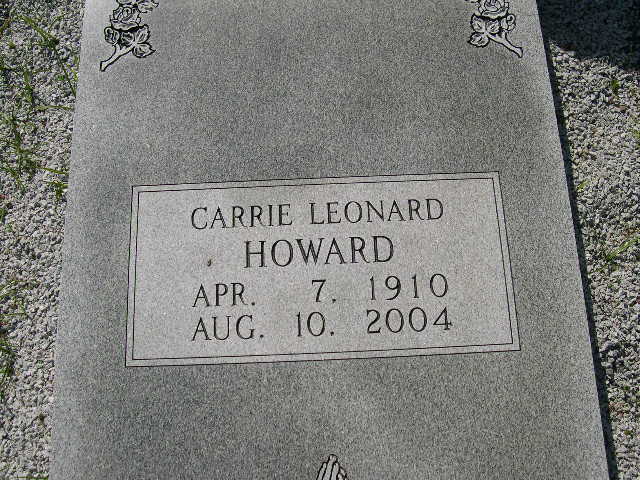 CARRIE LEONARD
HOWARD
APR. 7. 1910
AUG. 10. 2004